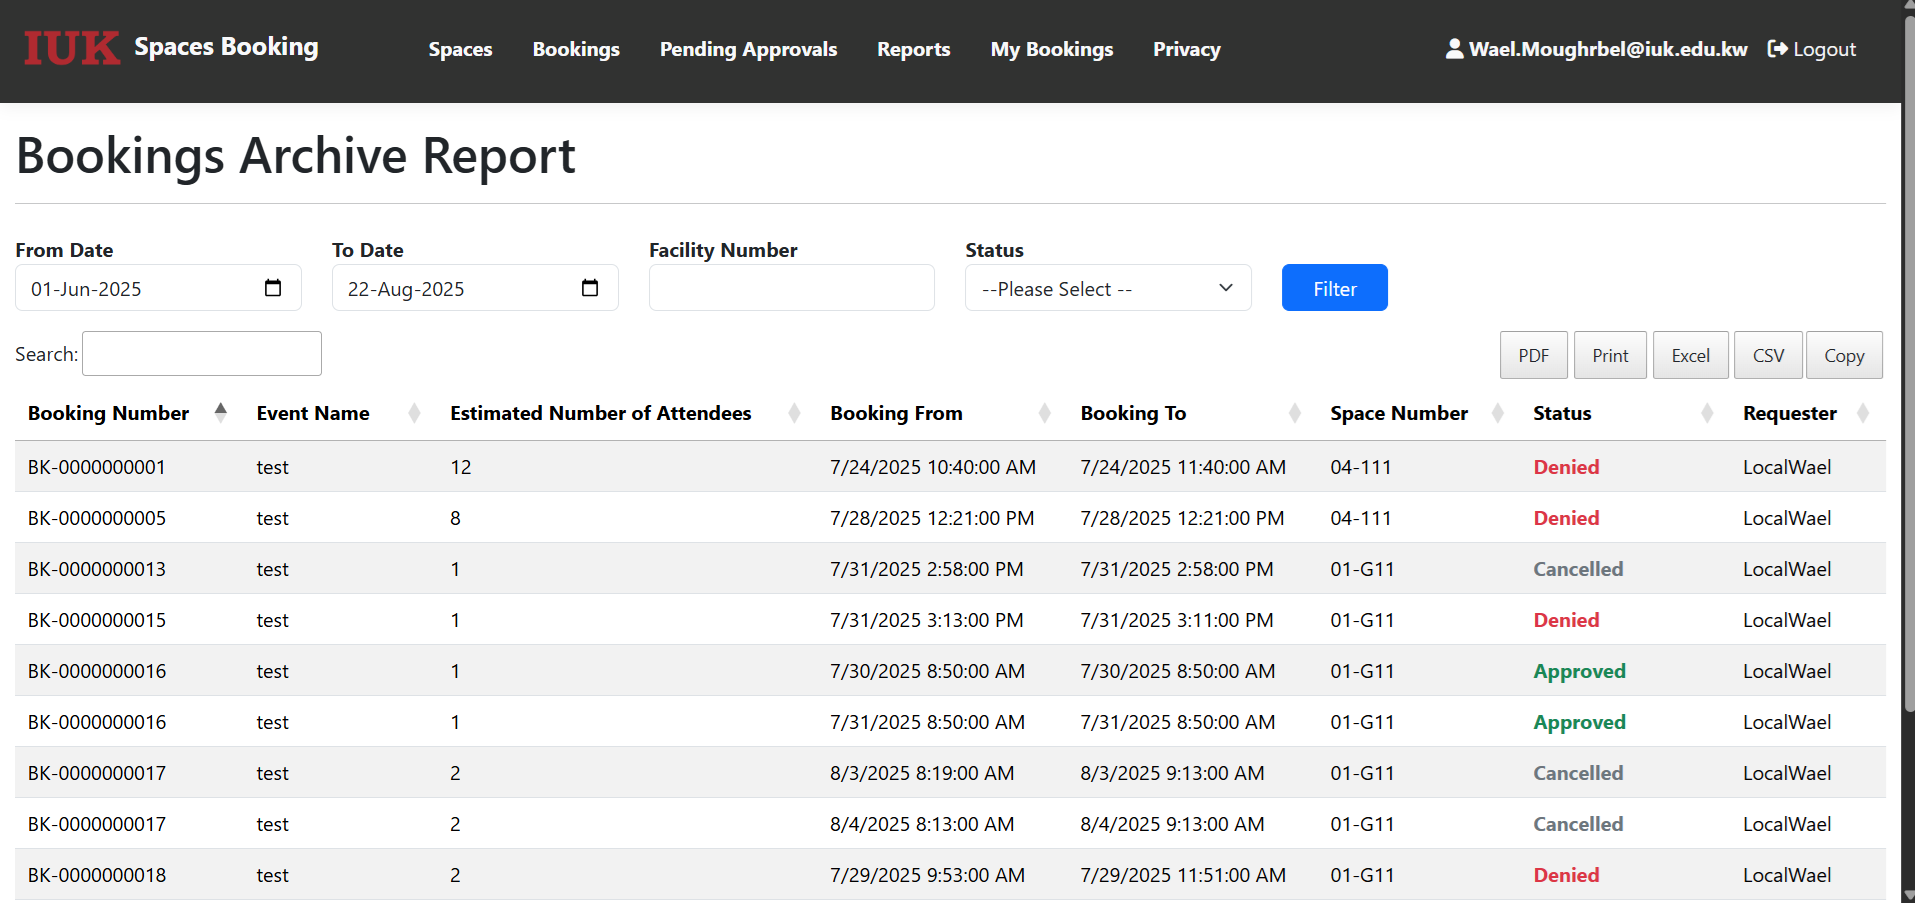 IUK Spaces Booking Spaces Bookings Pending Approvals Reports My Bookings Privacy Wael.Moughrbel@iuk.edu.kw Logout
Bookings Archive Report
From Date To Date Facility Number Status
01-Jun-2025 22-Aug-2025 --Please Select -- Filter
Search: PDF Print Excel CSV Copy
Booking Number Event Name Estimated Number of Attendees Booking From Booking To Space Number Status Requester
BK-0000000001 test 12 7/24/2025 10:40:00 AM 7/24/2025 11:40:00 AM 04-111 Denied LocalWael
BK-0000000005 test 8 7/28/2025 12:21:00 PM 7/28/2025 12:21:00 PM 04-111 Denied LocalWael
BK-0000000013 test 1 7/31/2025 2:58:00 PM 7/31/2025 2:58:00 PM 01-G11 Cancelled LocalWael
BK-0000000015 test 1 7/31/2025 3:13:00 PM 7/31/2025 3:11:00 PM 01-G11 Denied LocalWael
BK-0000000016 test 1 7/30/2025 8:50:00 AM 7/30/2025 8:50:00 AM 01-G11 Approved LocalWael
BK-0000000016 test 1 7/31/2025 8:50:00 AM 7/31/2025 8:50:00 AM 01-G11 Approved LocalWael
BK-0000000017 test 2 8/3/2025 8:19:00 AM 8/3/2025 9:13:00 AM 01-G11 Cancelled LocalWael
BK-0000000017 test 2 8/4/2025 8:13:00 AM 8/4/2025 9:13:00 AM 01-G11 Cancelled LocalWael
BK-0000000018 test 2 7/29/2025 9:53:00 AM 7/29/2025 11:51:00 AM 01-G11 Denied LocalWael